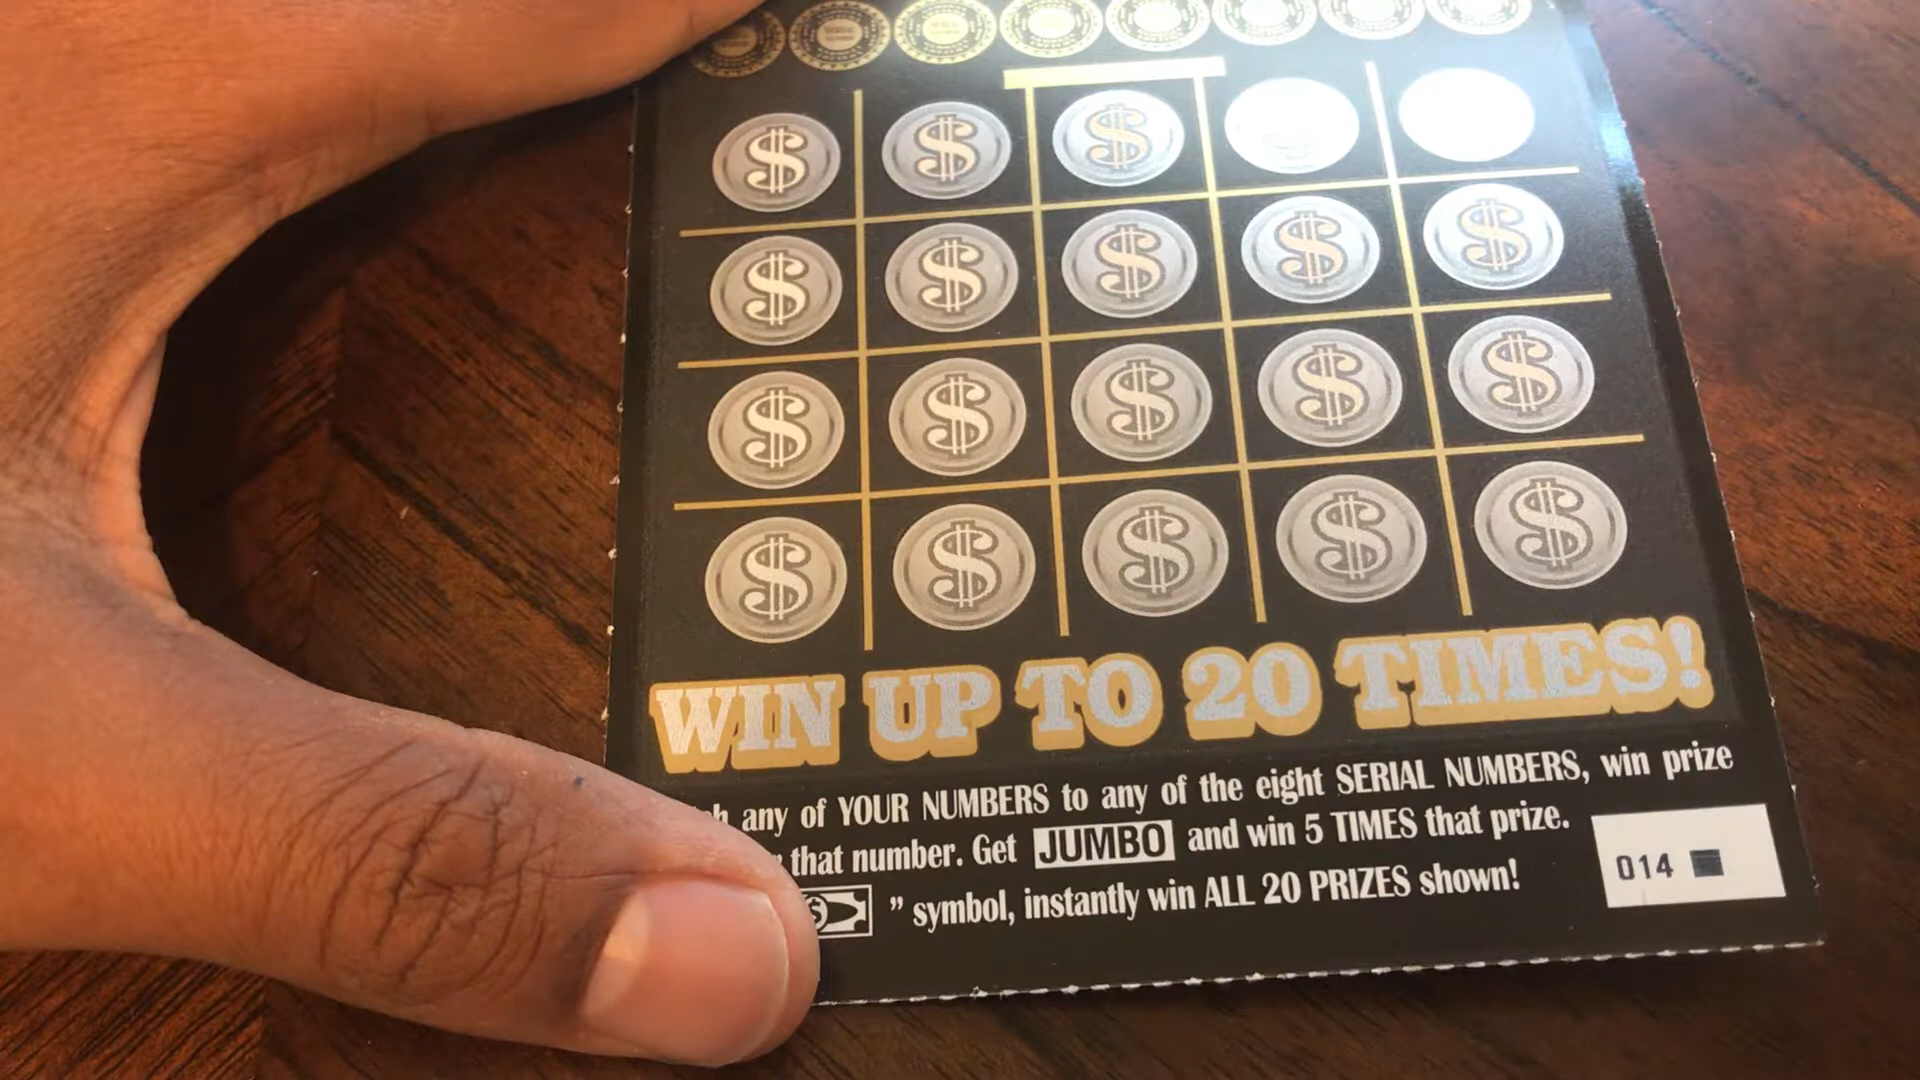 WIN UP TO 20 TIMES!
any of YOUR NUMBERS to any of the eight SERIAL NUMBERS, win prize
that number. Get JUMBO and win 5 TIMES that prize.
” symbol, instantly win ALL 20 PRIZES shown!
014